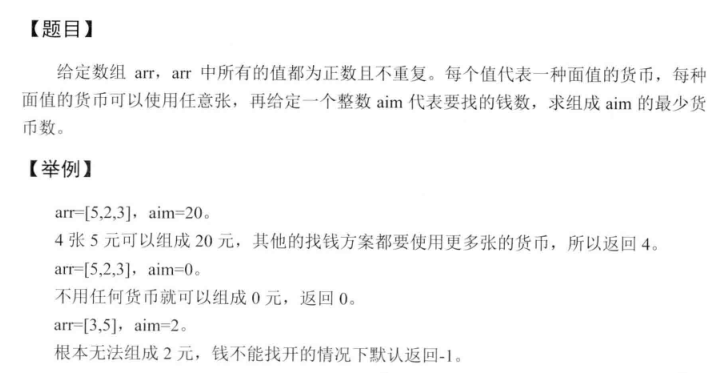 【题目】
给定数组 arr，arr 中所有的值都为正数且不重复。每个值代表一种面值的货币，每种
面值的货币可以使用任意张，再给定一个整数 aim 代表要找的钱数，求组成 aim 的最少货
币数。
【举例】
arr=[5,2,3]，aim=20。
4 张 5 元可以组成 20 元，其他的找钱方案都要使用更多张的货币，所以返回 4。
arr=[5,2,3]，aim=0。
不用任何货币就可以组成 0 元，返回 0。
arr=[3,5]，aim=2。
根本无法组成 2 元，钱不能找开的情况下默认返回-1。